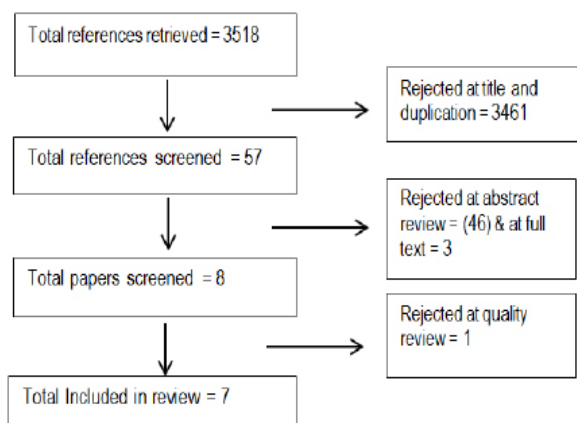 Total references retrieved = 3518
Rejected at title and
duplication = 3461
Total references screened = 57
Rejected at abstract
review = (46) & at full
text = 3
Total papers screened = 8
Rejected at quality
review = 1
Total Included in review = 7